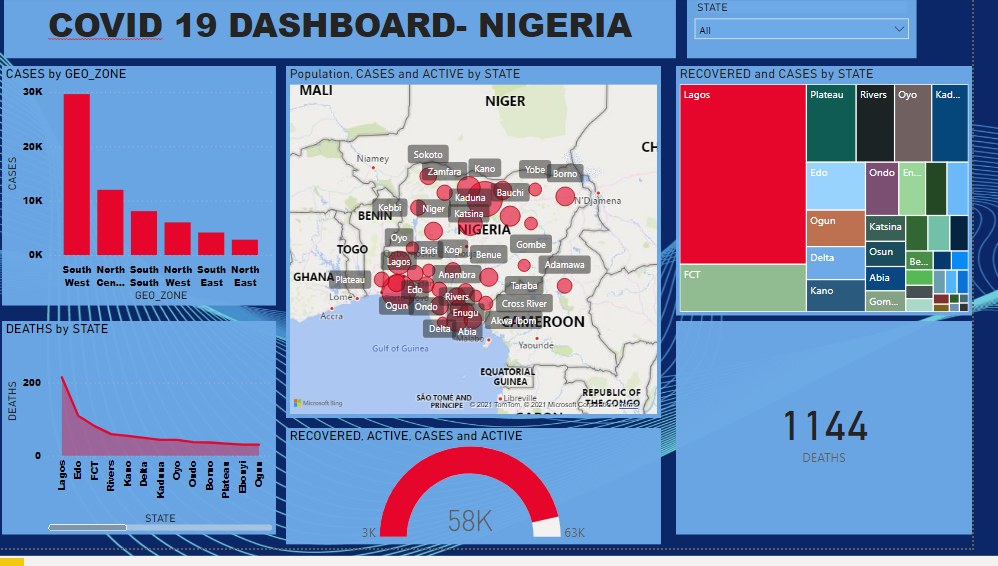 COVID 19 DASHBOARD- NIGERIA
STATE
All
CASES by GEO_ZONE
30K
20K
10K
0K
CASES
South West
North Cen...
South South
North West
South East
North East
GEO_ZONE
Population, CASES and ACTIVE by STATE
MALI
NIGER
CH
Niamey
Sokoto
Zamfara
Kano
Yobe
Borno
N'Djamena
Kaduna
Bauchi
Kebbi
Niger
Katsina
BENIN
NIGERIA
Oyo
Ekiti
Kogi
Gombe
TOGO
Benue
Lagos
Adamawa
GHANA
Plateau
Anambra
Taraba
Edo
Lome
Rivers
Cross River
Ogun
Ondo
Accra
Enugu
Akwa Ibom
CAMEROON
Delta
Abia
Malabo
Yaoundé
Gulf of Guinea
EQUATORIAL
GUINEA
SÃO TOMÉ AND
PRÍNCIPE
Libreville
REPUBLIC OF
THE CONGO
Microsoft Bing
© 2021 TomTom, © 2021 Microsoft
GABON
RECOVERED and CASES by STATE
Lagos
Plateau
Rivers
Oyo
Kad...
Edo
Ondo
En...
Ogun
Katsina
Delta
Osun
Be...
FCT
Kano
Abia
Gom...
DEATHS by STATE
200
0
DEATHS
Lagos
Edo
FCT
Rivers
Kano
Delta
Kaduna
Oyo
Ondo
Borno
Plateau
Ebonyi
Ogun
STATE
RECOVERED, ACTIVE, CASES and ACTIVE
58K
3K
63K
1144
DEATHS